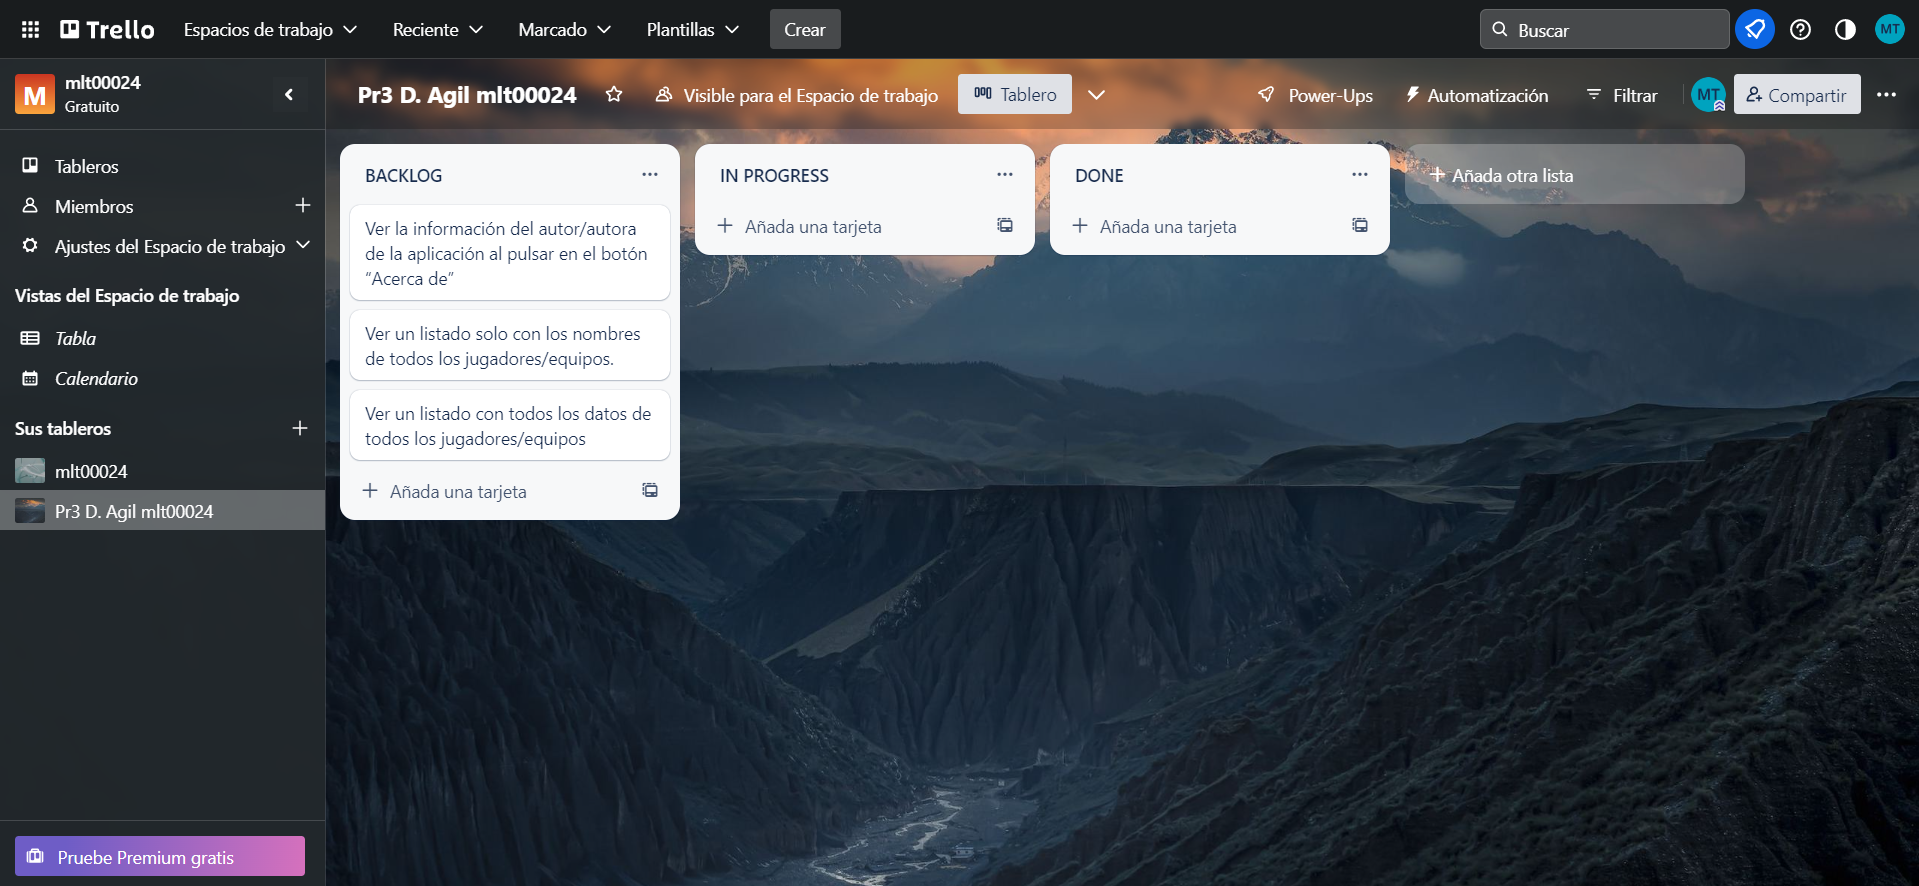 Trello
Espacios de trabajo
Reciente
Marcado
Plantillas
Crear
Buscar
MT
M
mlt00024
Gratuito
Pr3 D. Agil mlt00024
Visible para el Espacio de trabajo
Tablero
Power-Ups
Automatización
Filtrar
MT
Compartir
Tableros
Miembros
Ajustes del Espacio de trabajo
Vistas del Espacio de trabajo
Tabla
Calendario
Sus tableros
mlt00024
Pr3 D. Agil mlt00024
Pruebe Premium gratis
BACKLOG
Ver la información del autor/autora
de la aplicación al pulsar en el botón
“Acerca de”
Ver un listado solo con los nombres
de todos los jugadores/equipos.
Ver un listado con todos los datos de
todos los jugadores/equipos
Añada una tarjeta
IN PROGRESS
Añada una tarjeta
DONE
Añada una tarjeta
Añada otra lista